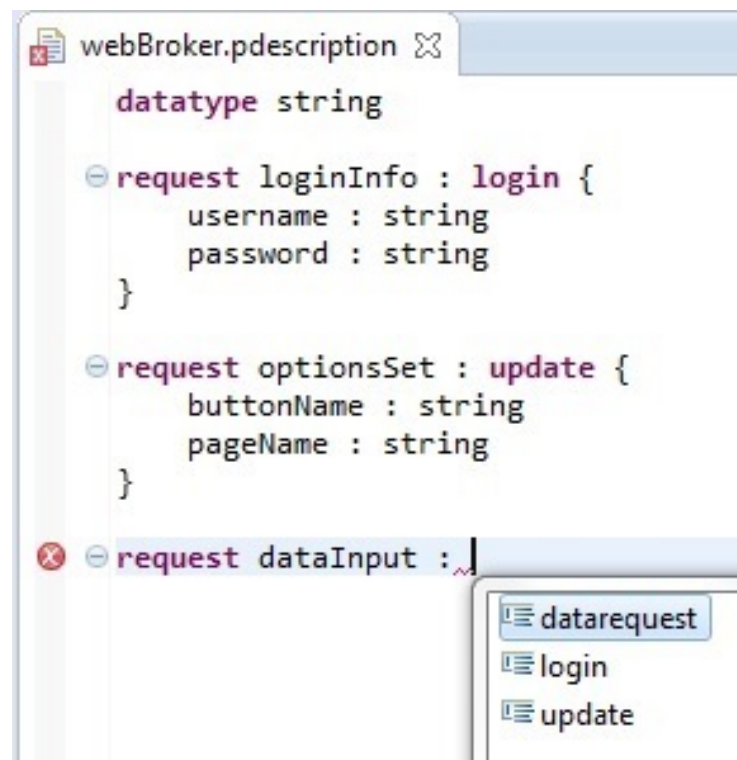 webBroker.pdescription
datatype string
request loginInfo : login {
username : string
password : string
}
request optionsSet : update {
buttonName : string
pageName : string
}
request dataInput :
datarequest
login
update